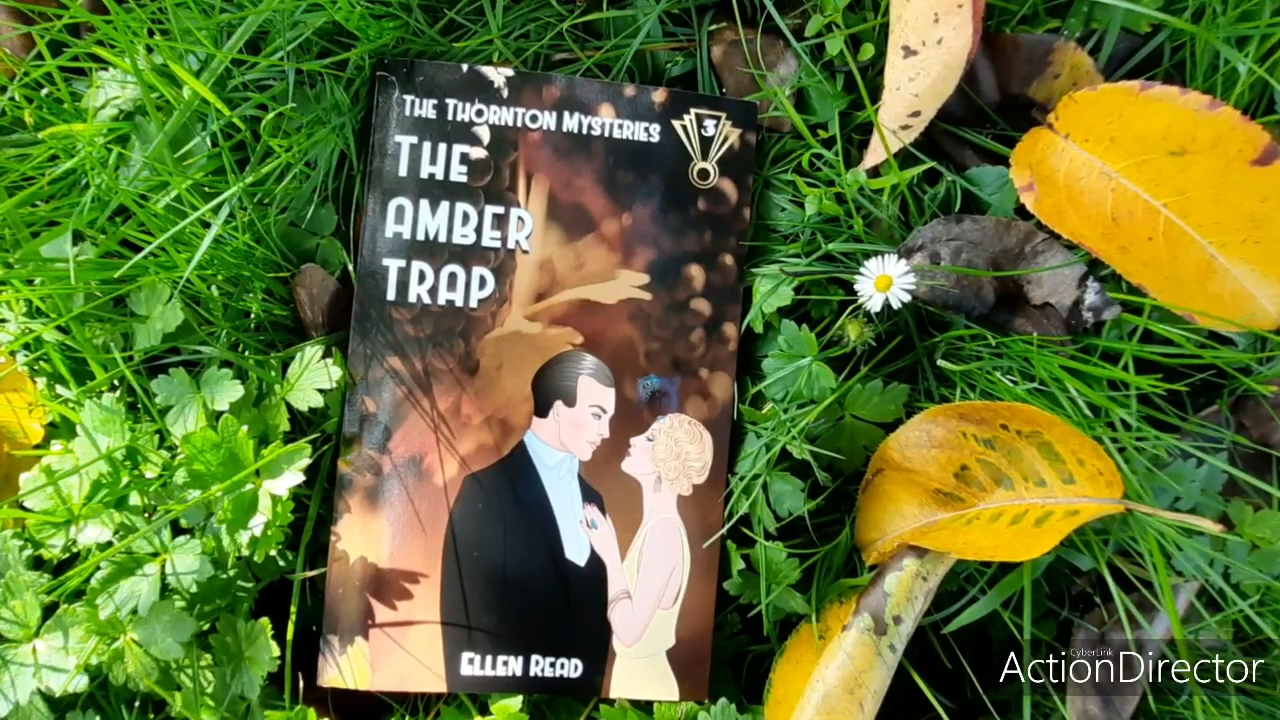 THE THORNTON MYSTERIES
3
THE
AMBER
TRAP
ELLEN READ
CyberLink
ActionDirector